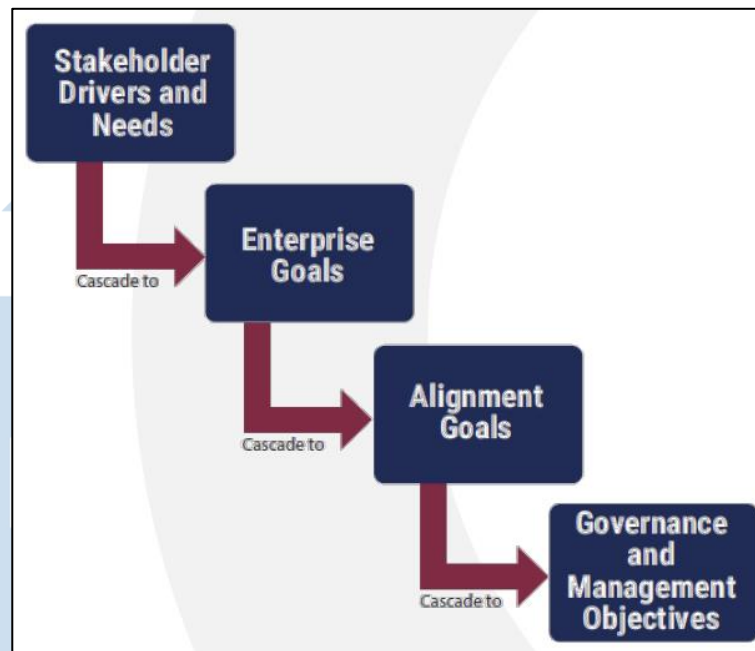 Stakeholder
Drivers and
Needs
Cascade to
Enterprise
Goals
Cascade to
Alignment
Goals
Cascade to
Governance
and
Management
Objectives